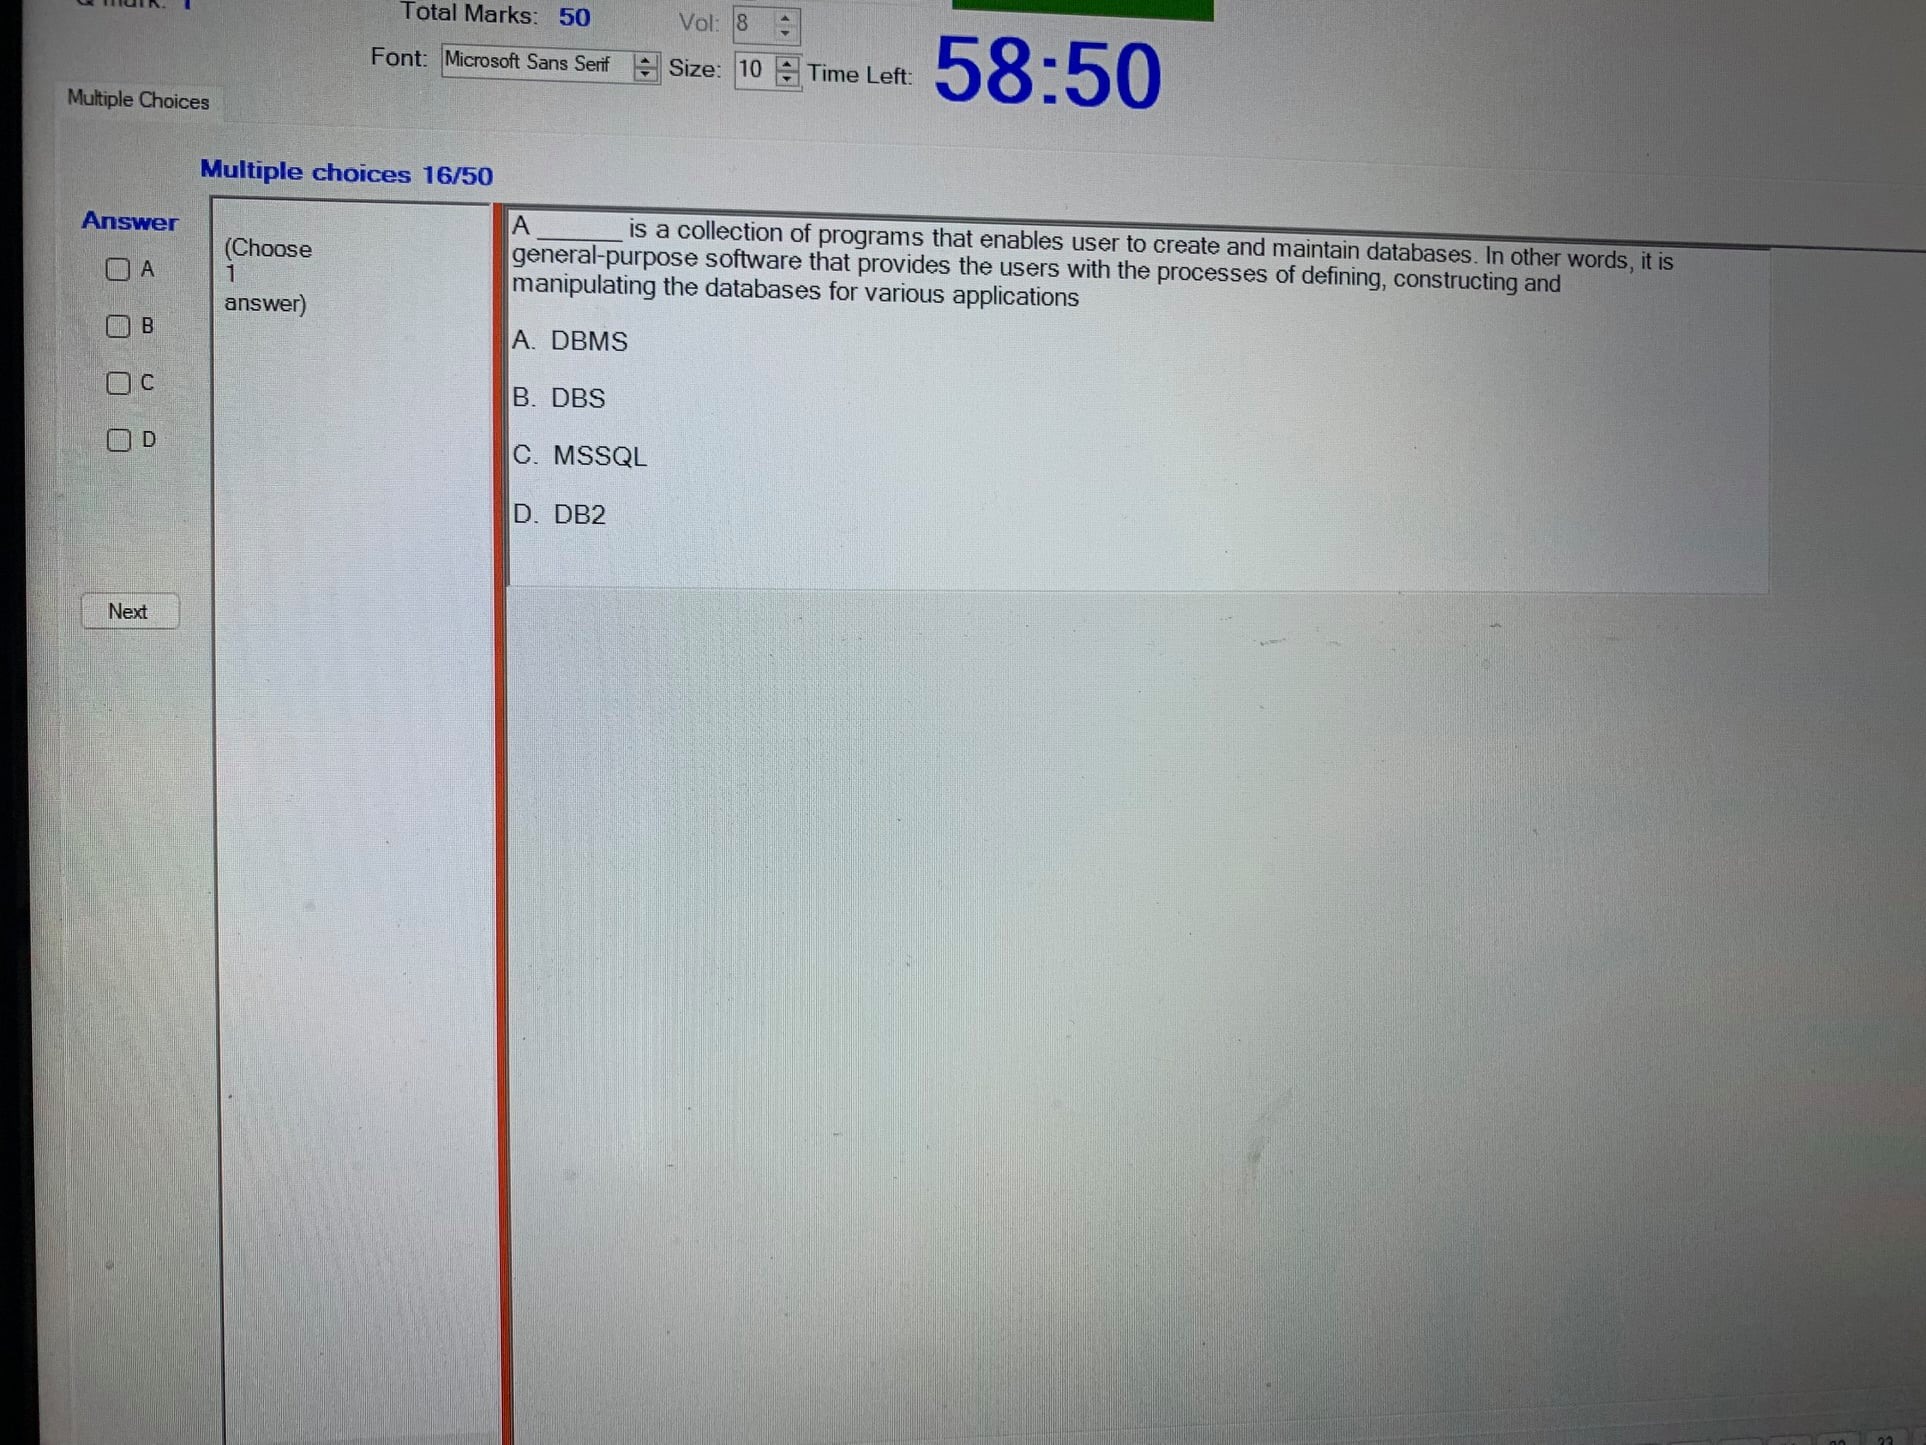 Total Marks: 50 Vol: 8
Font: Microsoft Sans Serif Size: 10 Time Left: 58:50
Multiple Choices
Multiple choices 16/50
Answer
A
B
C
D
Next
(Choose
1
answer)
A ______ is a collection of programs that enables user to create and maintain databases. In other words, it is
general-purpose software that provides the users with the processes of defining, constructing and
manipulating the databases for various applications
A. DBMS
B. DBS
C. MSSQL
D. DB2